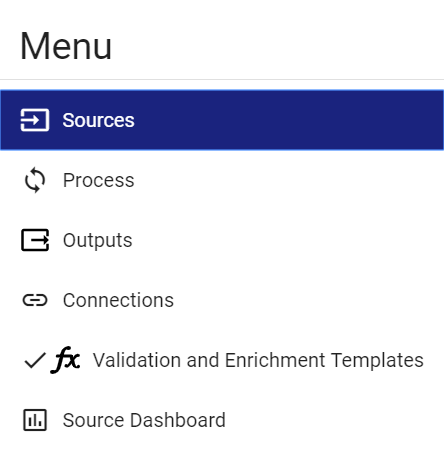 Menu
Sources
Process
Outputs
Connections
fx Validation and Enrichment Templates
Source Dashboard